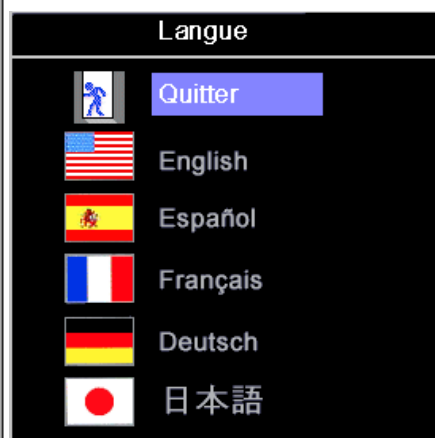 Langue
Quitter
English
Español
Français
Deutsch
日本語